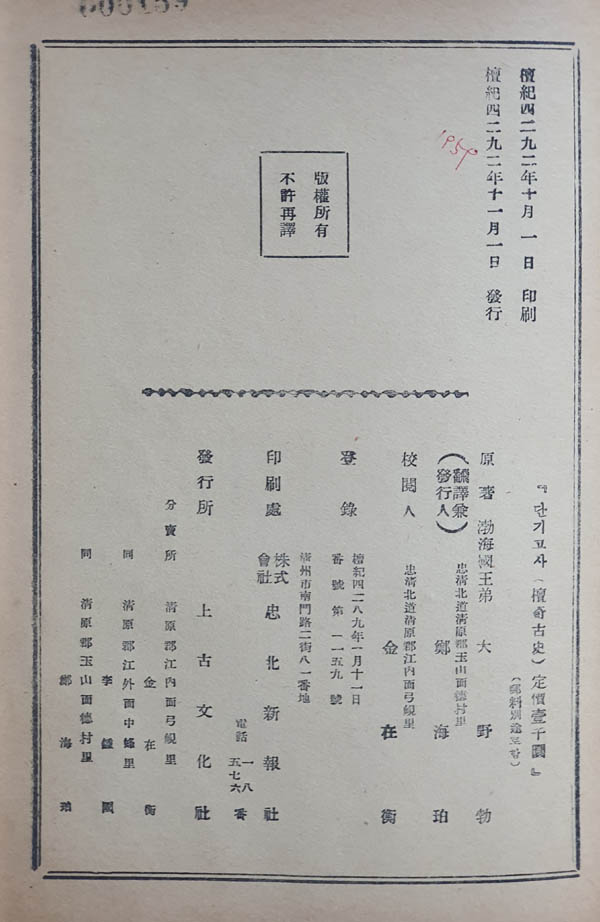 檀紀四二九二年十月 一日 印刷
檀紀四二九二年十一月一日 發行
1959
版權所有
不許再譯
『 단기고사 (檀奇古史) 定價壹千圜 』
(郵料別途포함)
原著 渤海國王弟 大野勃
(飜譯兼發行人)
忠淸北道淸原郡玉山面德村里
鄭海珀
校閱人
忠淸北道淸原郡江內面弓峴里
金在衡
登錄
檀紀四二八九年一月十一日
番號第 一一五九 號
淸州市南門路二街八一番地
印刷處 株式會社 忠北新報社
電話 一八 五七六 番
發行所 上古文化社
分賣所 淸原郡江內面弓峴里
金在衡
同 淸原郡江外面中蜂里
李鍾國
同 淸原郡玉山面德村里
鄭海珀